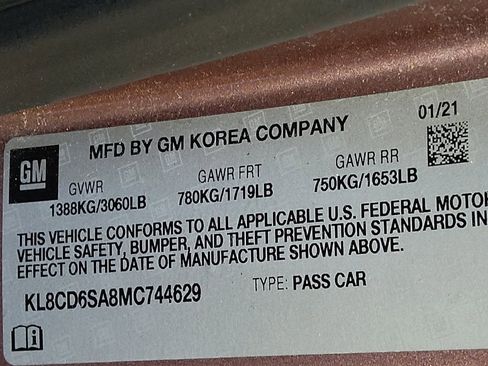 MFD BY GM KOREA COMPANY
01/21
GM
GVWR
1388KG/3060LB
GAWR FRT
780KG/1719LB
GAWR RR
750KG/1653LB
THIS VEHICLE CONFORMS TO ALL APPLICABLE U.S. FEDERAL MOTOR
VEHICLE SAFETY, BUMPER, AND THEFT PREVENTION STANDARDS IN
EFFECT ON THE DATE OF MANUFACTURE SHOWN ABOVE.
KL8CD6SA8MC744629
TYPE: PASS CAR